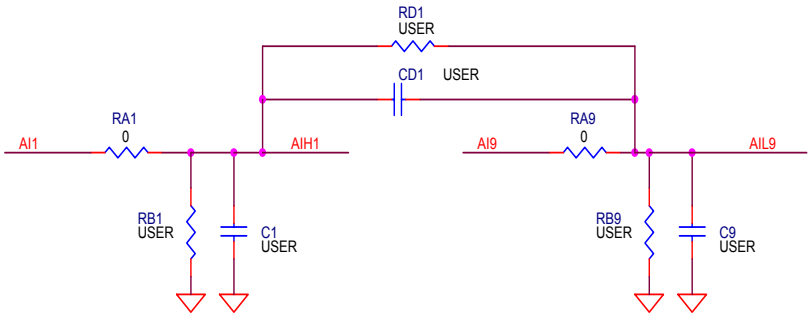 RD1
USER
CD1 USER
RA1
0
RA9
0
AI1
AIH1
AI9
AIL9
RB1
USER
C1
USER
RB9
USER
C9
USER